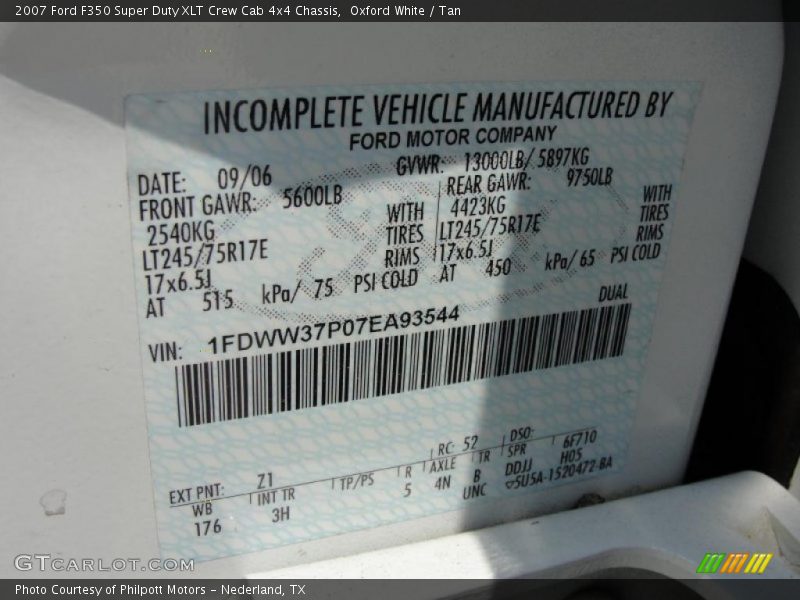 2007 Ford F350 Super Duty XLT Crew Cab 4x4 Chassis, Oxford White / Tan
INCOMPLETE VEHICLE MANUFACTURED BY
FORD MOTOR COMPANY
DATE: 09/06 GVWR: 13000LB/ 5897KG
FRONT GAWR: 5600LB REAR GAWR: 9750LB
2540KG WITH 4423KG WITH
LT245/75R17E TIRES LT245/75R17E TIRES
17x6.5J RIMS 17x6.5J RIMS
AT 515 kPa/ 75 PSI COLD AT 450 kPa/ 65 PSI COLD
VIN: 1FDWW37P07EA93544 DUAL
EXT PNT: Z1 RC: 52 DSO:
WB INT TR TP/PS R AXLE TR SPR 6F710
176 3H 5 4N B DDJJ H05
UNC 5U5A-1520472-BA
GTCARLOT.COM
Photo Courtesy of Philpott Motors - Nederland, TX